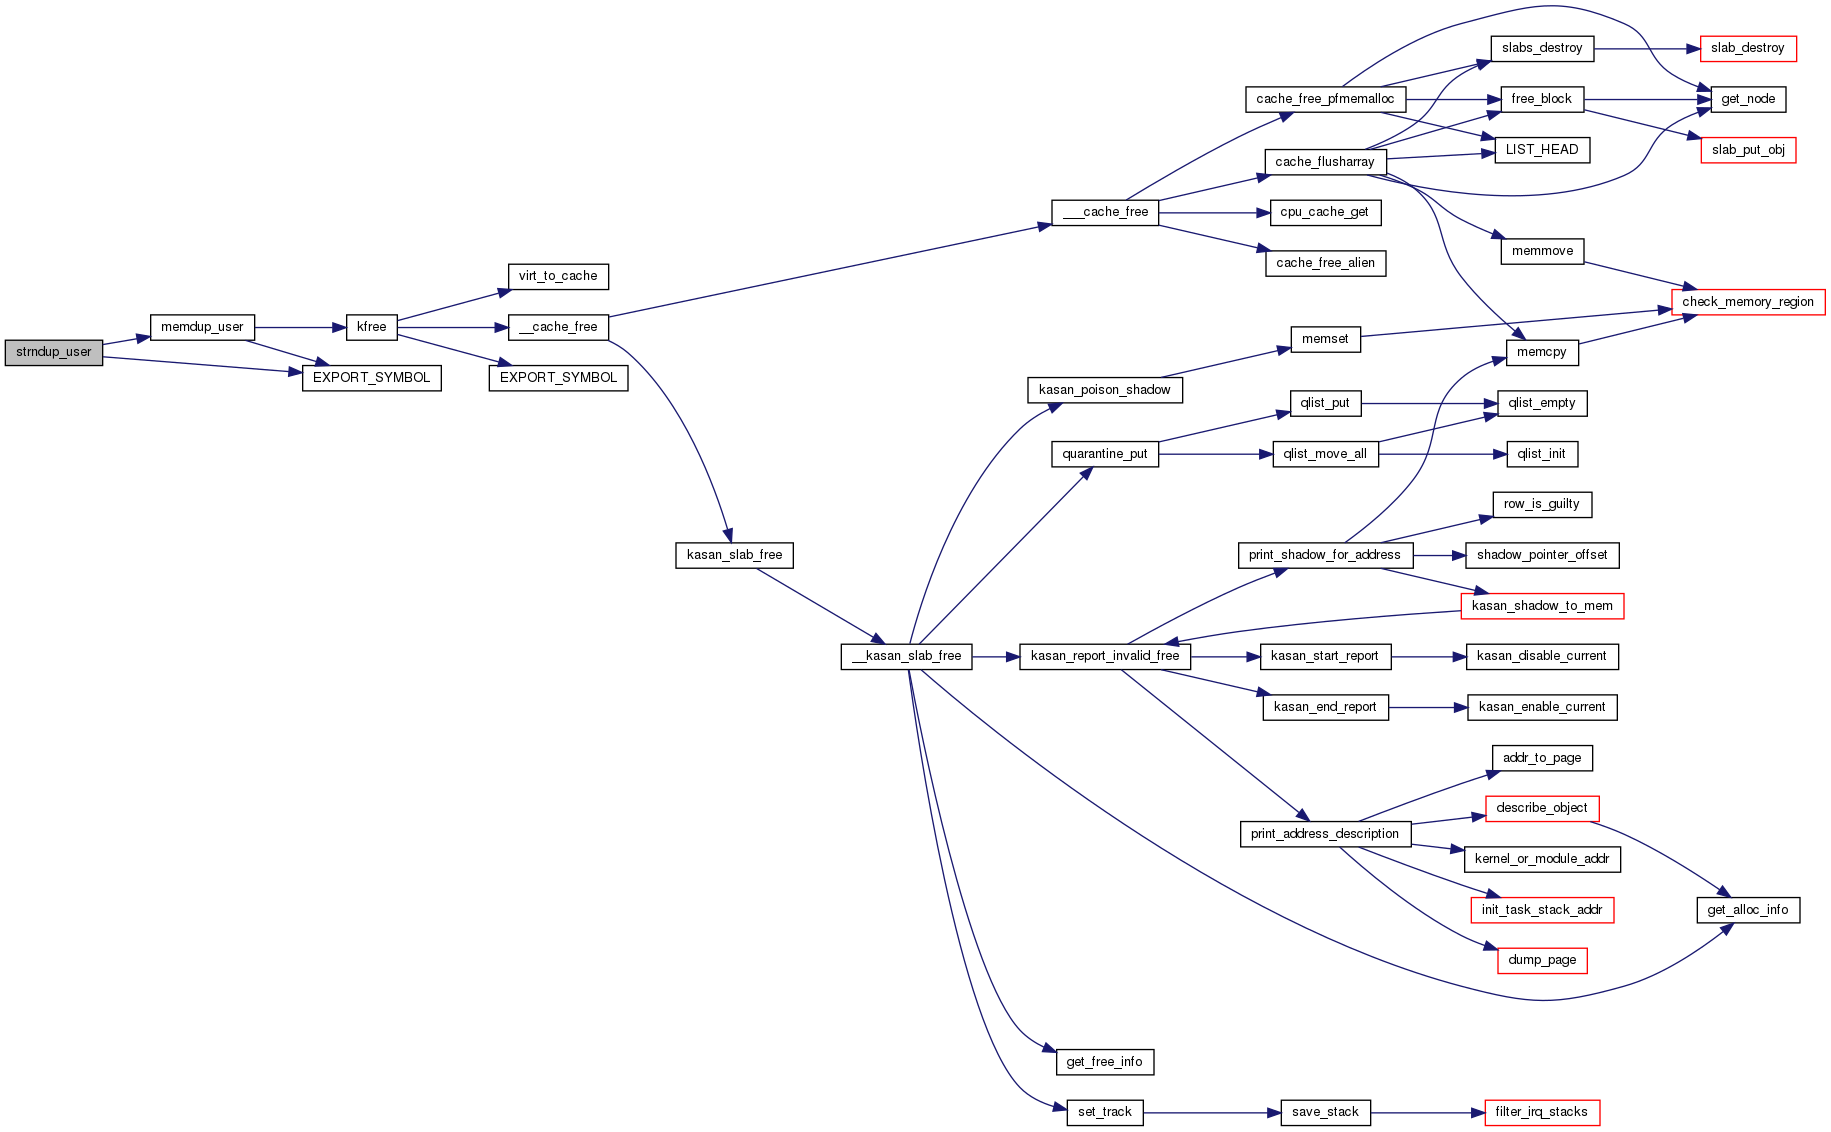 strndup_user
memdup_user
EXPORT_SYMBOL
kfree
virt_to_cache
__cache_free
EXPORT_SYMBOL
kasan_slab_free
__kasan_slab_free
___cache_free
kasan_poison_shadow
quarantine_put
kasan_report_invalid_free
get_free_info
set_track
cache_free_pfmemalloc
cache_flusharray
cpu_cache_get
cache_free_alien
memset
qlist_put
qlist_move_all
print_shadow_for_address
kasan_start_report
kasan_end_report
print_address_description
save_stack
slabs_destroy
free_block
LIST_HEAD
memmove
memcpy
qlist_empty
qlist_init
row_is_guilty
shadow_pointer_offset
kasan_shadow_to_mem
kasan_disable_current
kasan_enable_current
addr_to_page
describe_object
kernel_or_module_addr
init_task_stack_addr
dump_page
filter_irq_stacks
slab_destroy
get_node
slab_put_obj
check_memory_region
get_alloc_info